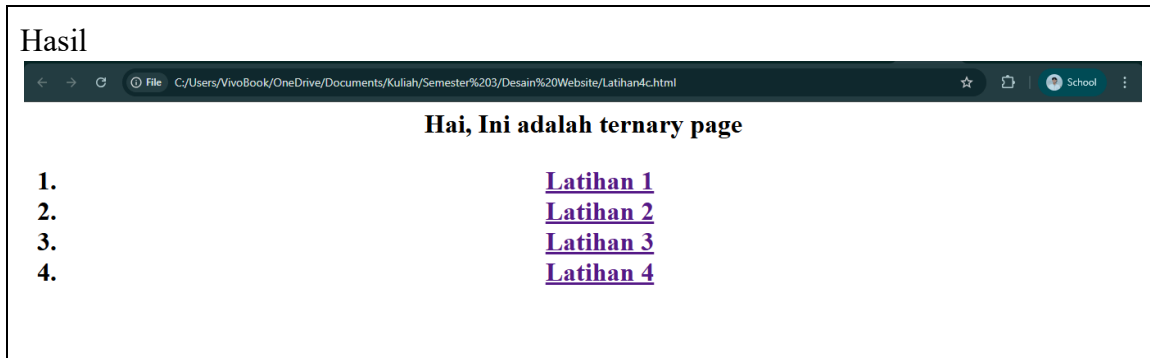 Hasil
File C:/Users/VivoBook/OneDrive/Documents/Kuliah/Semester%203/Desain%20Website/Latihan4c.html School
Hai, Ini adalah ternary page
1. Latihan 1
2. Latihan 2
3. Latihan 3
4. Latihan 4